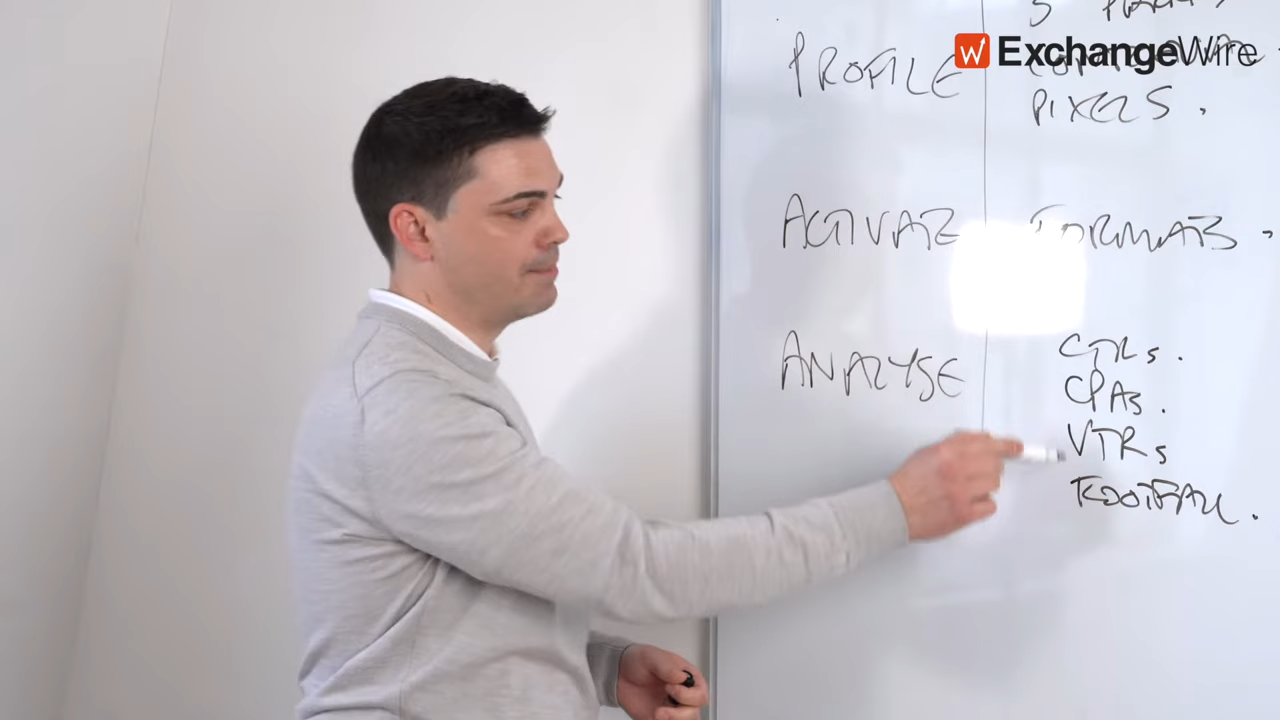 ExchangeWire
PROFILE
PIXELS.
ACTIVATE
FORMATS.
ANALYSE
CTRs.
CPAs.
VTRs
FOOTFALL.